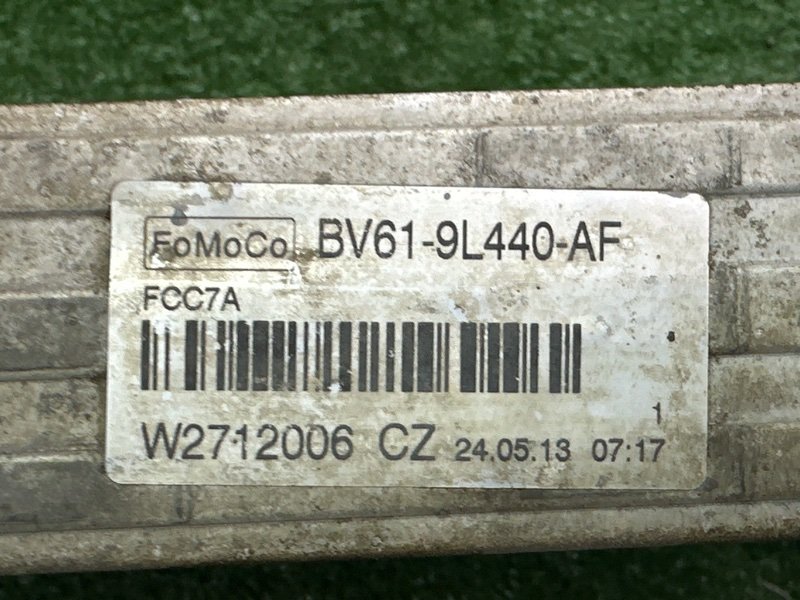 FoMoCo BV61-9L440-AF
FCC7A
1
W2712006 CZ 24.05.13 07:17